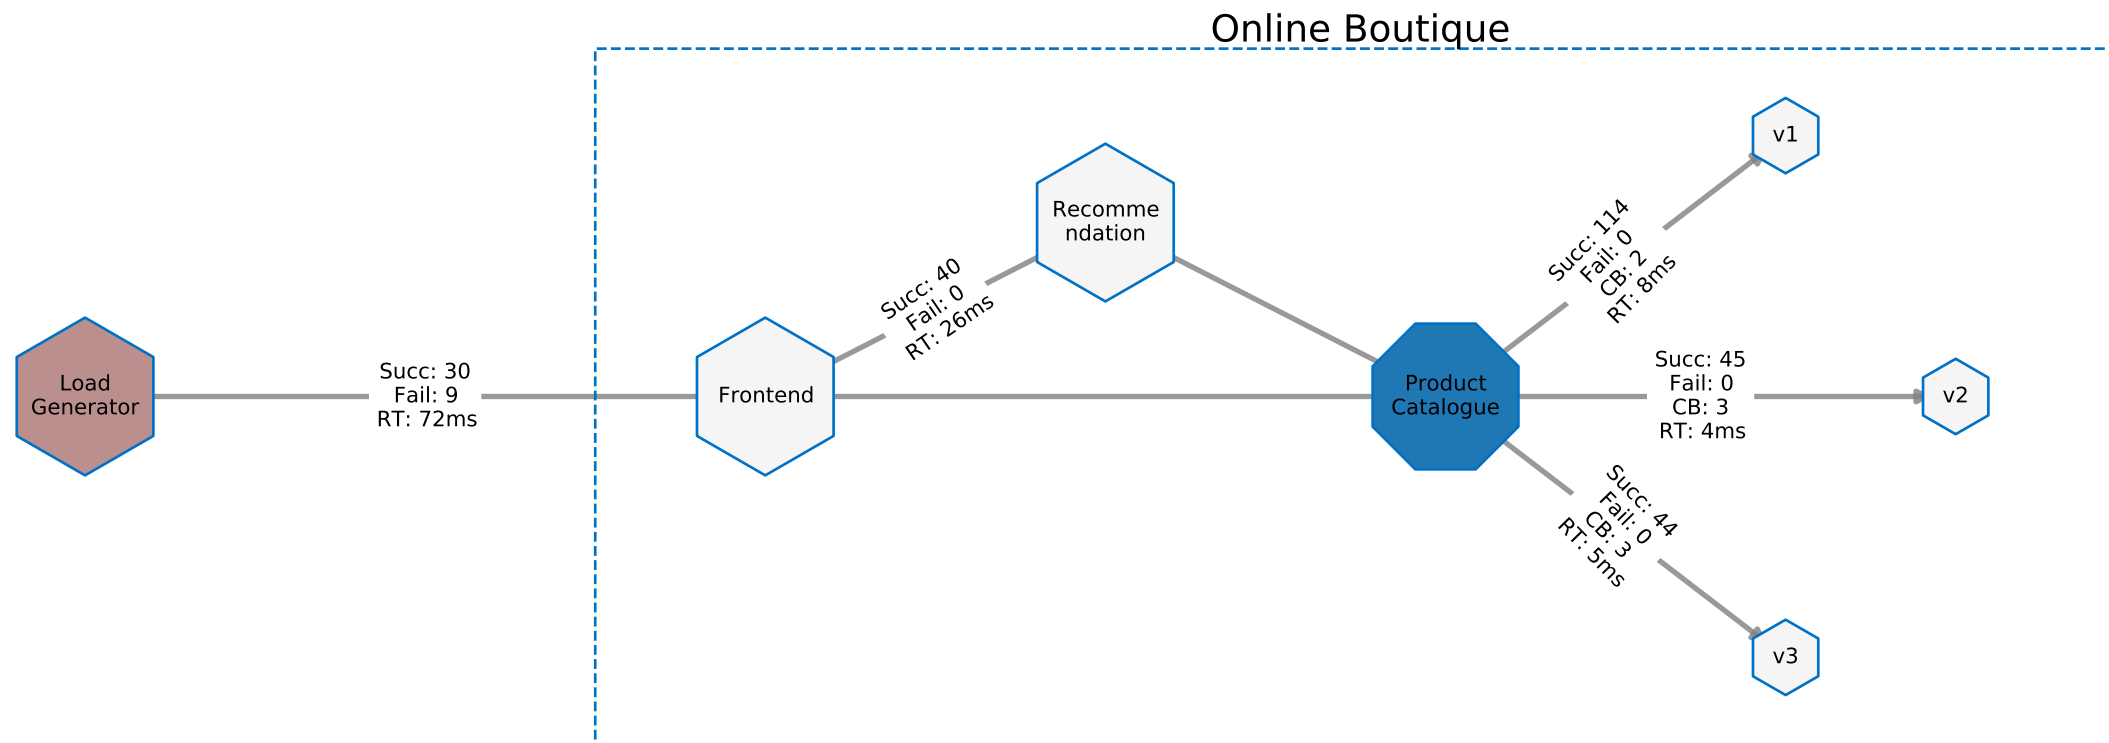 Online Boutique
Load
Generator
Succ: 30
Fail: 9
RT: 72ms
Frontend
Succ: 40
Fail: 0
RT: 26ms
Recomme
ndation
Product
Catalogue
Succ: 114
Fail: 0
CB: 2
RT: 8ms
v1
Succ: 45
Fail: 0
CB: 3
RT: 4ms
v2
Succ: 44
Fail: 0
CB: 3
RT: 5ms
v3